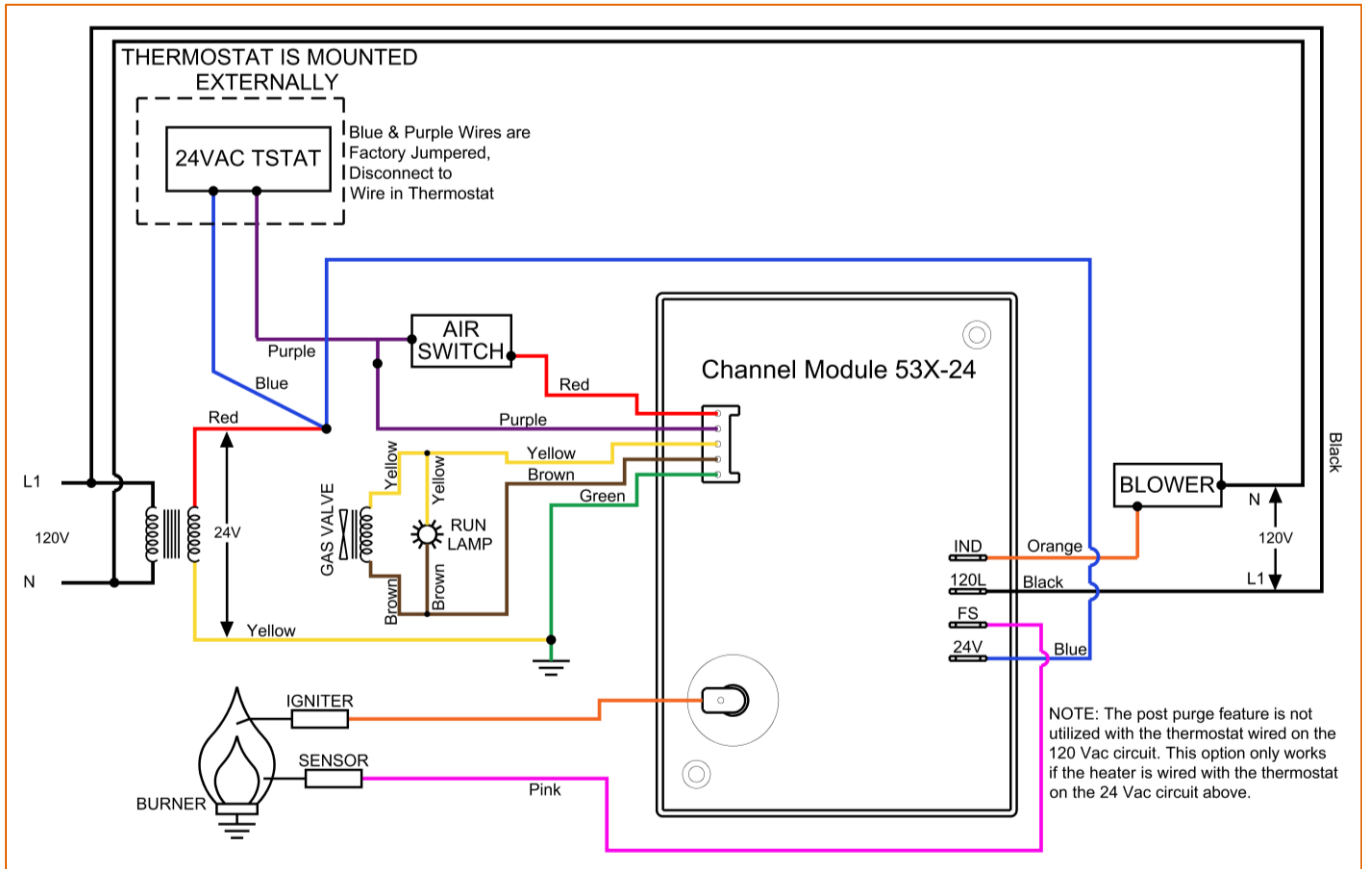 THERMOSTAT IS MOUNTED
EXTERNALLY
24VAC TSTAT
Blue & Purple Wires are
Factory Jumpered,
Disconnect to
Wire in Thermostat
Purple
Blue
AIR
SWITCH
Red
Channel Module 53X-24
Red
Purple
Yellow
Yellow
Yellow
Brown
Green
L1
120V
N
24V
GAS VALVE
RUN
LAMP
Brown
Brown
Yellow
BLOWER
N
120V
L1
Black
IND
Orange
120L
Black
FS
24V
Blue
IGNITER
SENSOR
Pink
BURNER
NOTE: The post purge feature is not
utilized with the thermostat wired on the
120 Vac circuit. This option only works
if the heater is wired with the thermostat
on the 24 Vac circuit above.